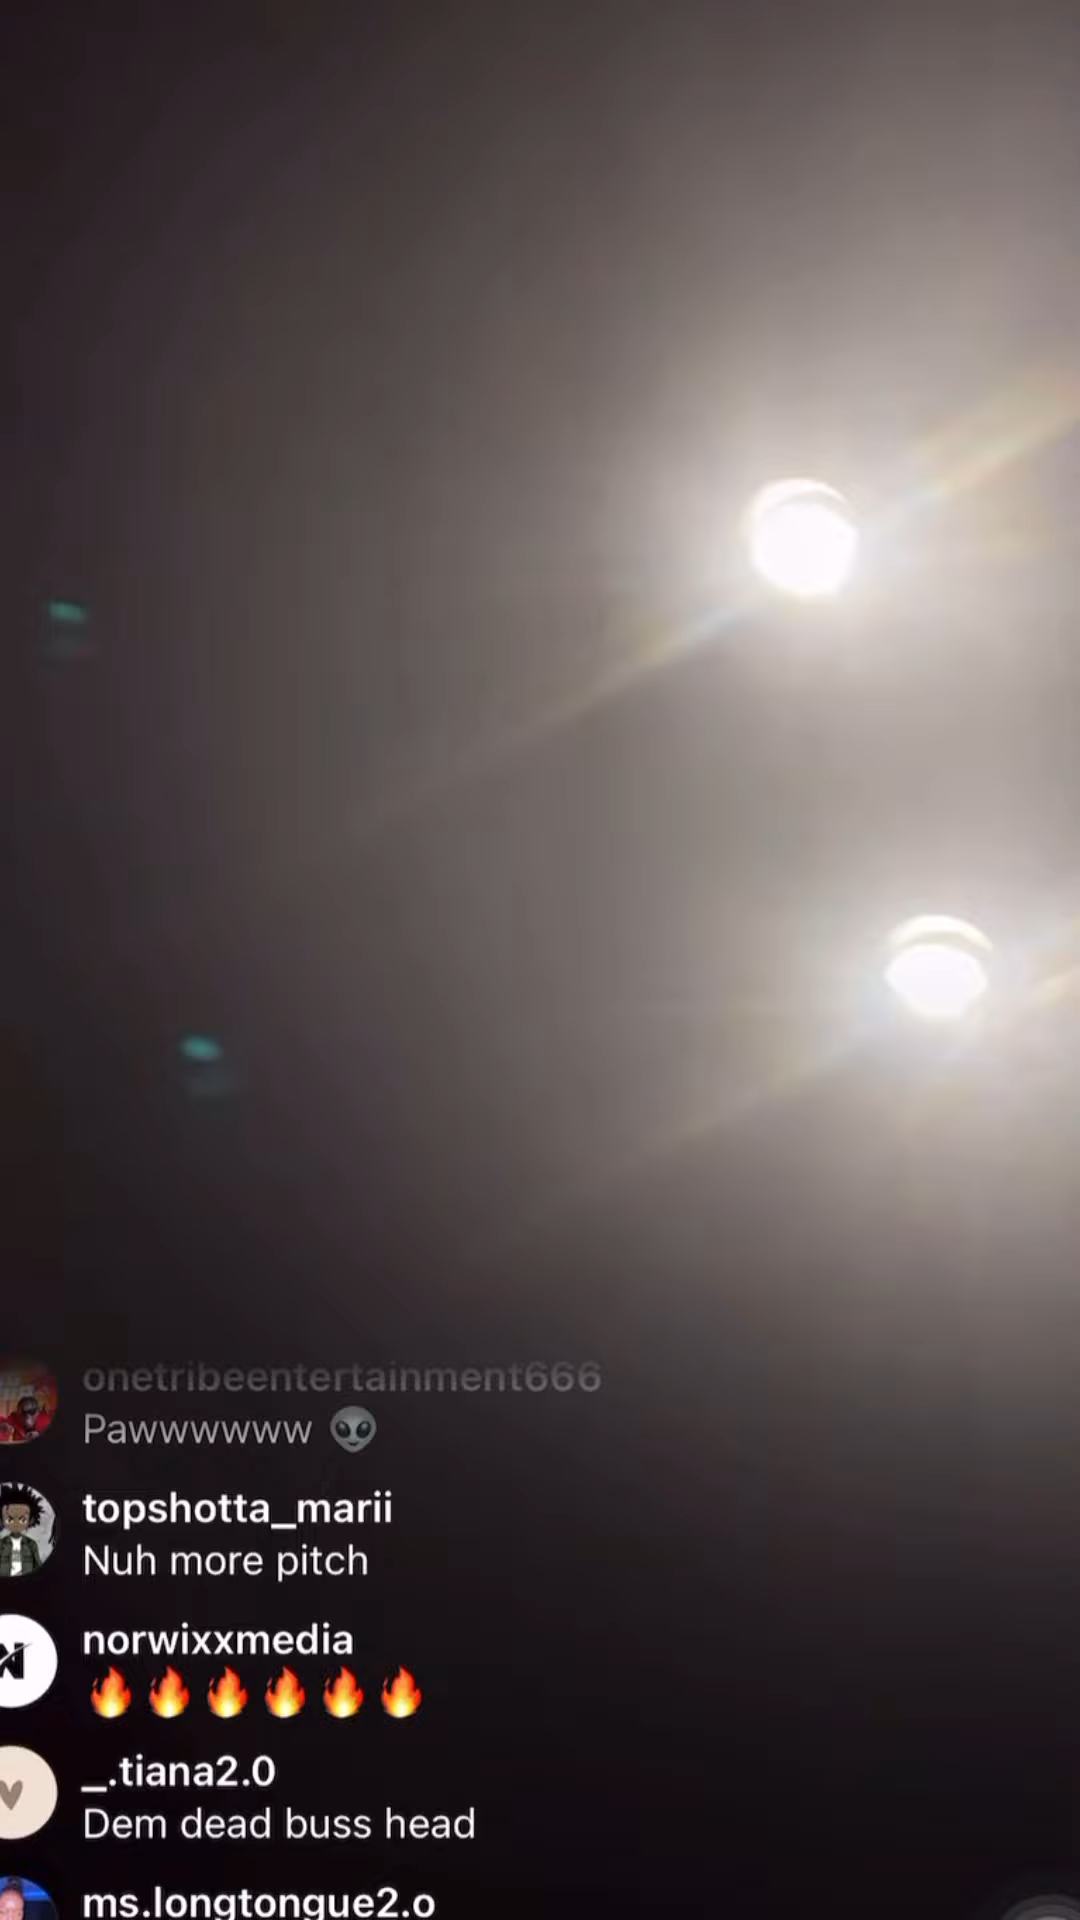 onetribeentertainment666
Pawwwwww 👽
topshotta_marii
Nuh more pitch
norwixxmedia
🔥🔥🔥🔥🔥🔥
_.tiana2.0
Dem dead buss head
ms.longtongue2.o